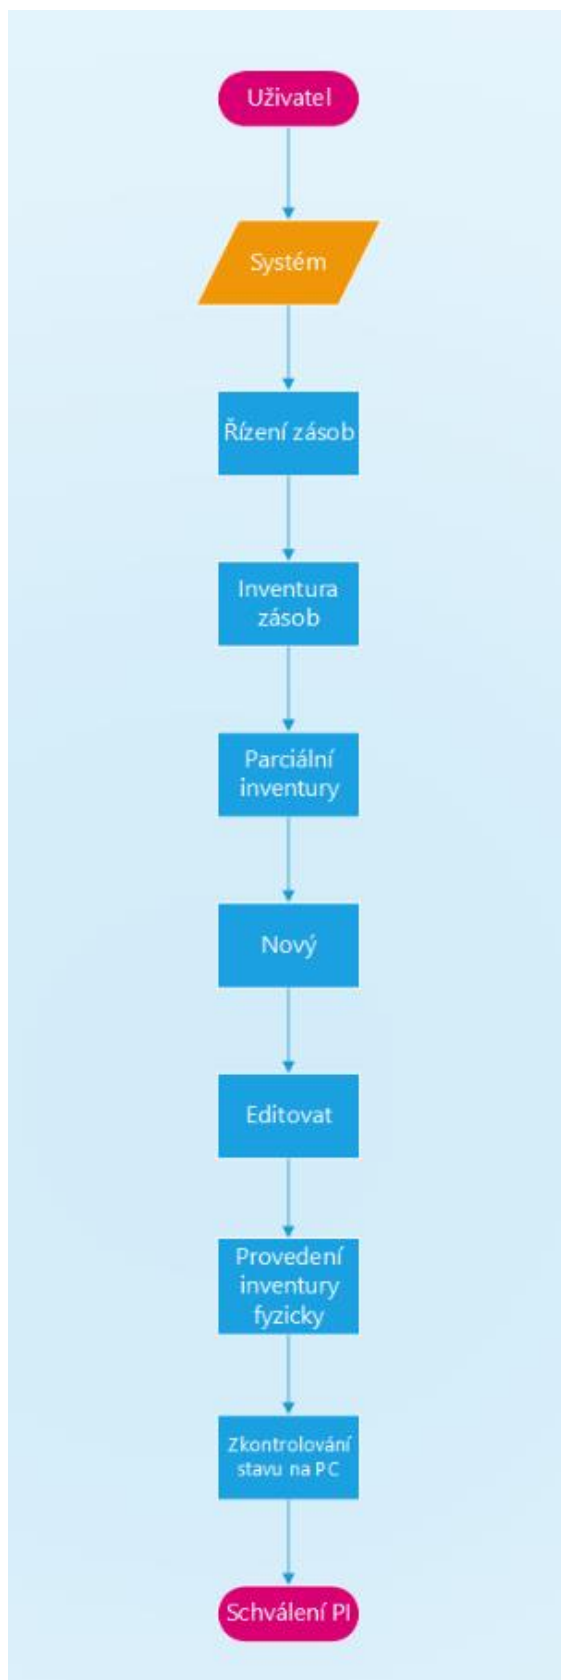 Uživatel
Systém
Řízení zásob
Inventura
zásob
Parciální
inventury
Nový
Editovat
Provedení
inventury
fyzicky
Zkontrolování
stavu na PC
Schválení PI